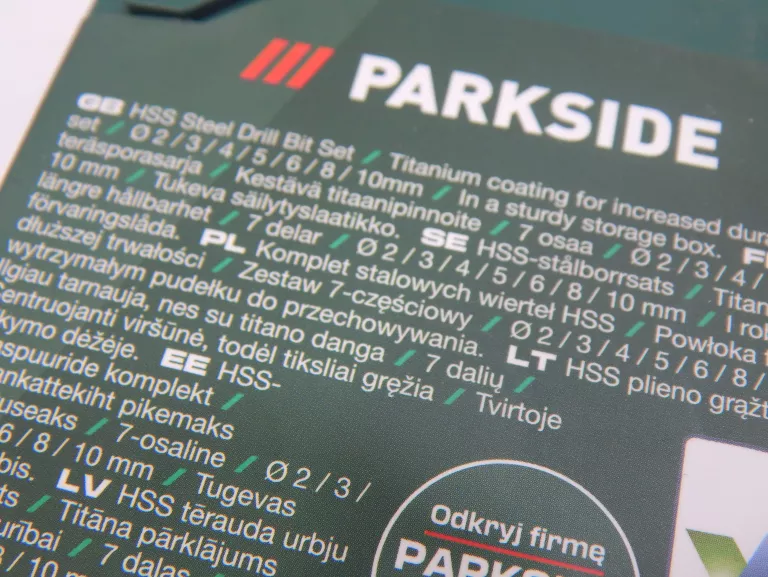 PARKSIDE
GB HSS Steel Drill Bit Set / Titanium coating for increased dura
set / Ø 2 / 3 / 4 / 5 / 6 / 8 / 10mm / In a sturdy storage box. FI
teräsporasarja / Kestävä titaanipinnoite / 7 osaa / Ø 2 / 3 / 4 /
10 mm / Tukeva säilytyslaatikko. SE HSS-stålborrsats / Titan
längre hållbarhet / 7 delar / Ø 2 / 3 / 4 / 5 / 6 / 8 / 10 mm / I rob
förvaringslåda. PL Komplet stalowych wierteł HSS / Powłoka t
dłuższej trwałości / Zestaw 7-częściowy / Ø 2 / 3 / 4 / 5 / 6 / 8 /
wytrzymałym pudełku do przechowywania. LT HSS plieno grąžt
ilgiau tarnauja, nes su titano danga / 7 dalių /
entruojanti viršūnė, todėl tiksliai gręžia / Tvirtoje
kymo dėžėje. EE HSS-
spuuride komplekt /
ankattekiht pikemaks
useaks / 7-osaline / Ø 2 / 3 /
6 / 8 / 10 mm / Tugevas
bis. LV HSS tērauda urbju
ts / Titāna pārklājums
urībai / 7 daļas /
/ 10 m
Odkryj firmę
PARKS